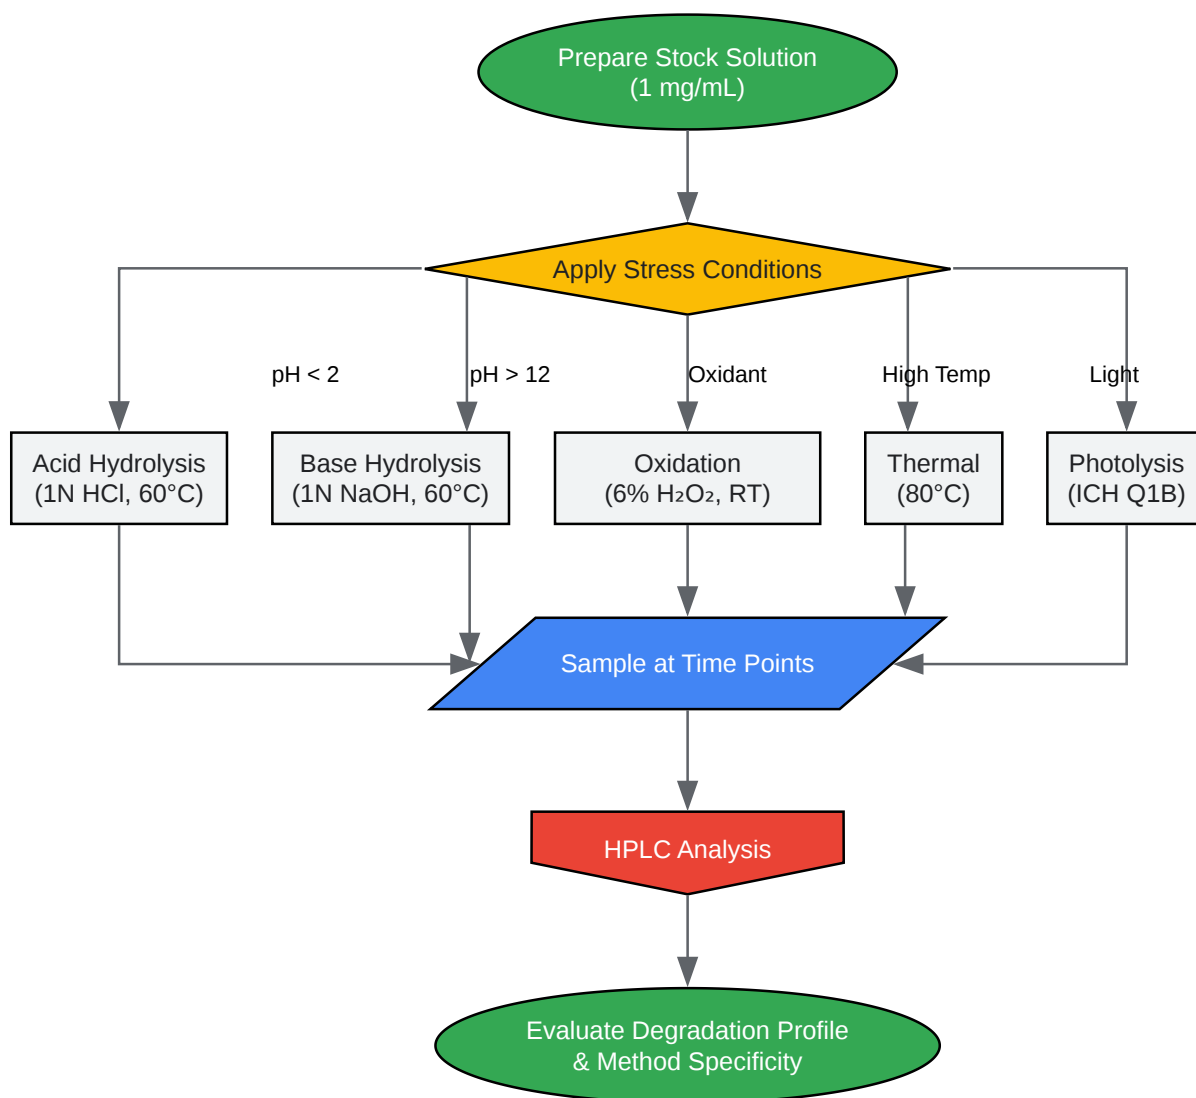 Prepare Stock Solution
(1 mg/mL)
Apply Stress Conditions
pH < 2
pH > 12
Oxidant
High Temp
Light
Acid Hydrolysis
(1N HCl, 60°C)
Base Hydrolysis
(1N NaOH, 60°C)
Oxidation
(6% H₂O₂, RT)
Thermal
(80°C)
Photolysis
(ICH Q1B)
Sample at Time Points
HPLC Analysis
Evaluate Degradation Profile
& Method Specificity